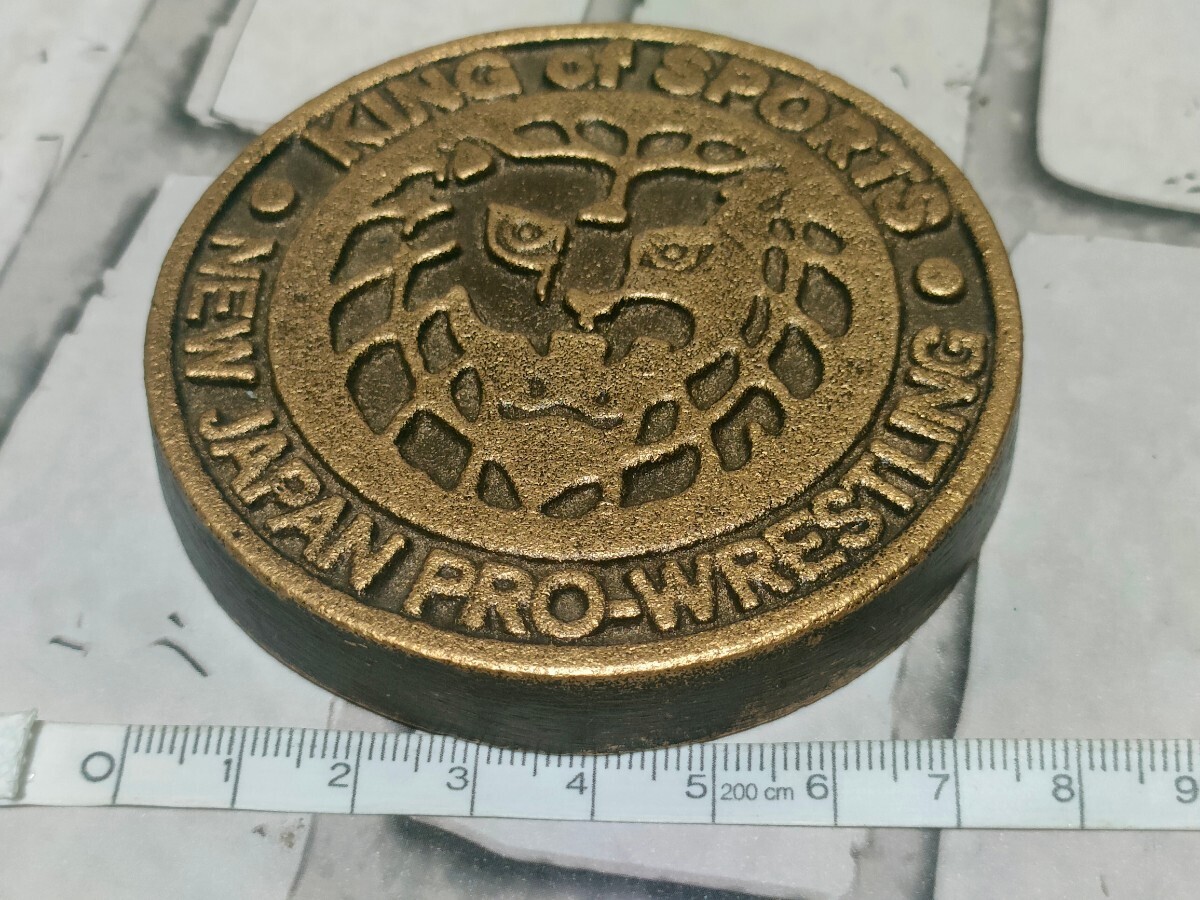 KING of SPORTS
NEW JAPAN PRO-WRESTLING
0 1 2 3 4 5 200 cm 6 7 8 9